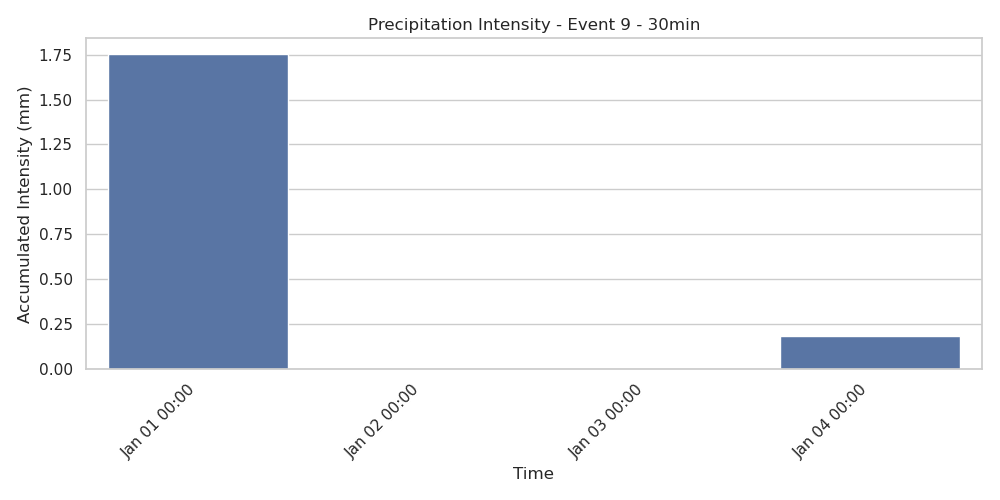 Precipitation Intensity - Event 9 - 30min
Accumulated Intensity (mm)
1.75
1.50
1.25
1.00
0.75
0.50
0.25
0.00
Jan 01 00:00
Jan 02 00:00
Jan 03 00:00
Jan 04 00:00
Time